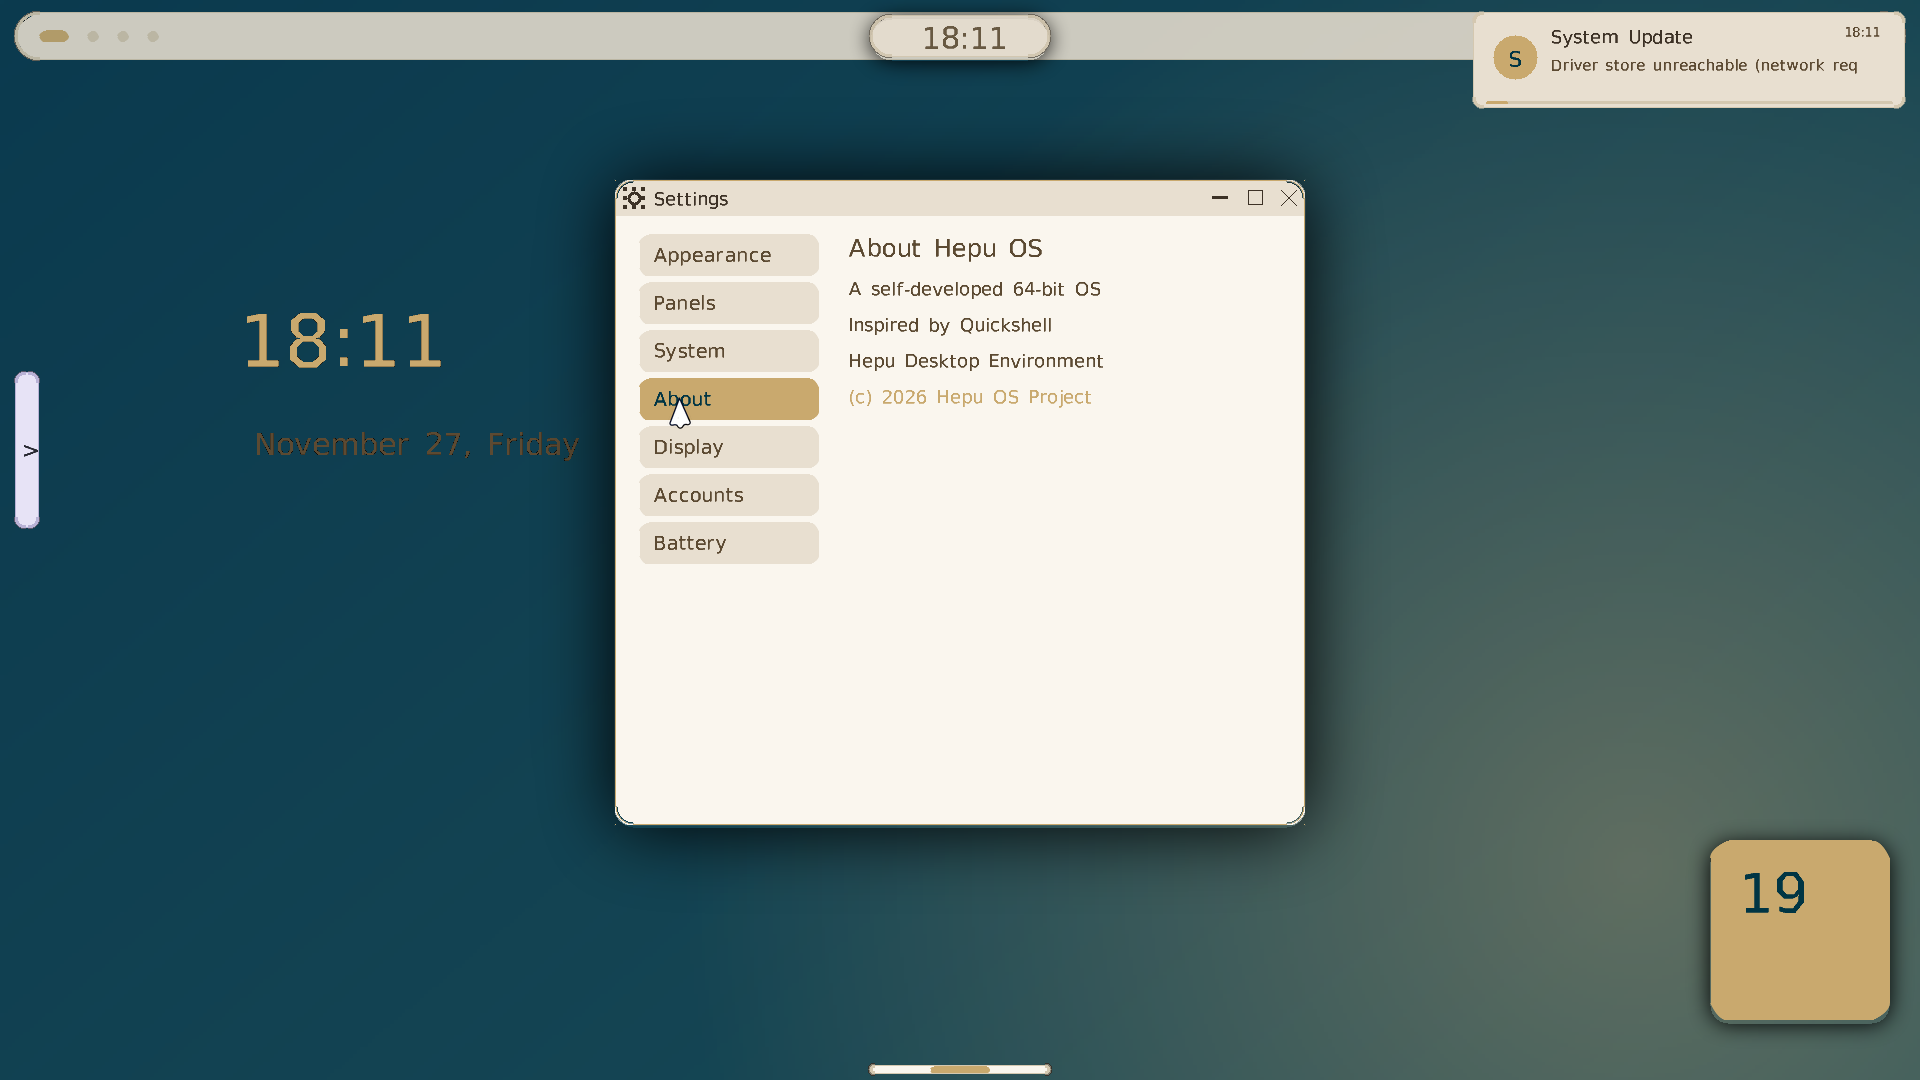 18:11
System Update 18:11
S
Driver store unreachable (network req
Settings
Appearance
Panels
System
About
Display
Accounts
Battery
About Hepu OS
A self-developed 64-bit OS
Inspired by Quickshell
Hepu Desktop Environment
(c) 2026 Hepu OS Project
18:11
November 27, Friday
>
19